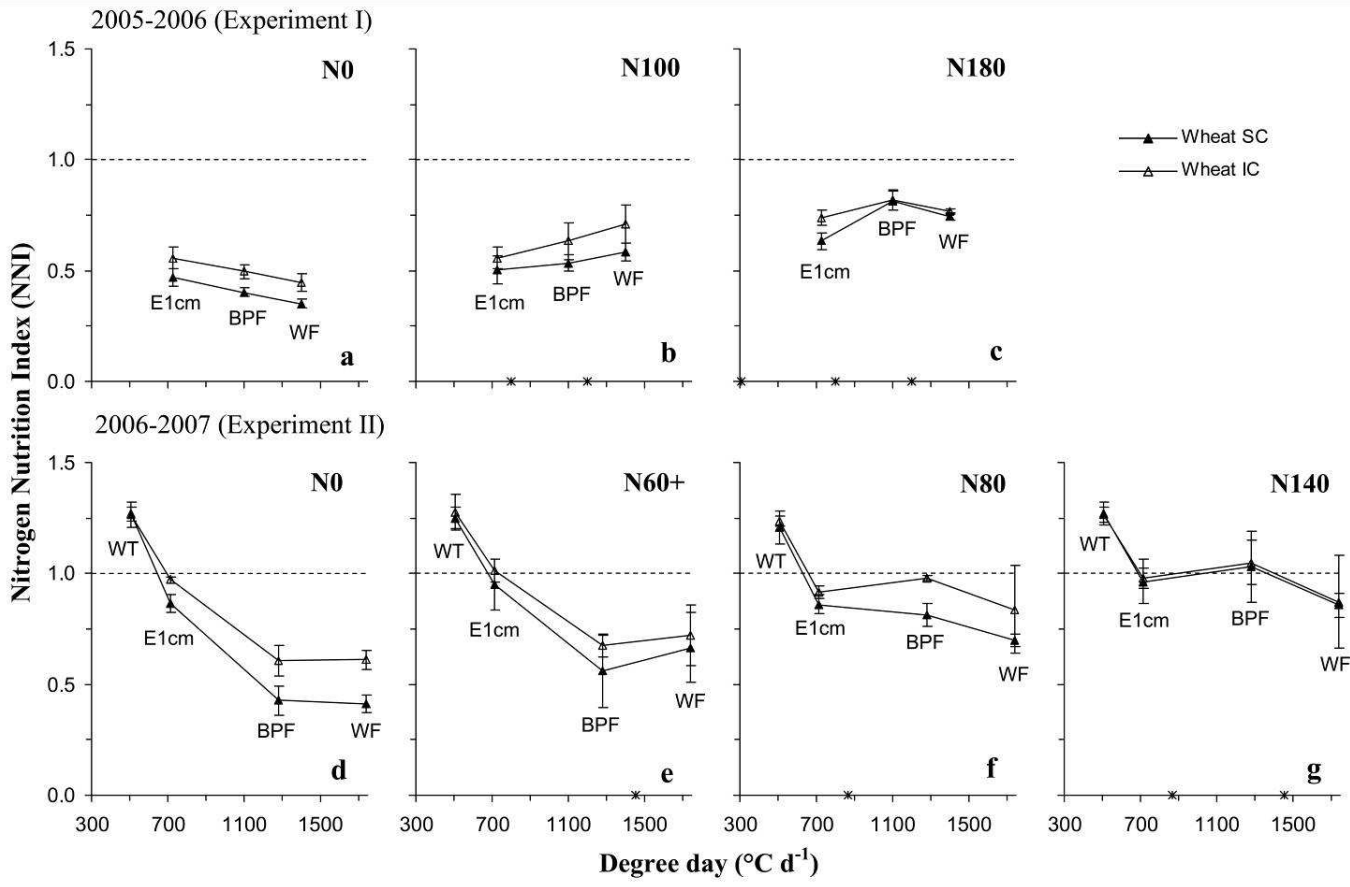 2005-2006 (Experiment I)
1.5
1.0
0.5
0.0
N0
E1cm
BPF
WF
a
N100
E1cm
BPF
WF
b
N180
E1cm
BPF
WF
c
Wheat SC
Wheat IC
Nitrogen Nutrition Index (NNI)
2006-2007 (Experiment II)
1.5
1.0
0.5
0.0
N0
WT
E1cm
BPF
WF
d
300 700 1100 1500
N60+
WT
E1cm
BPF
WF
e
300 700 1100 1500
N80
WT
E1cm
BPF
WF
f
300 700 1100 1500
N140
WT
E1cm
BPF
WF
g
300 700 1100 1500
Degree day (°C d⁻¹)